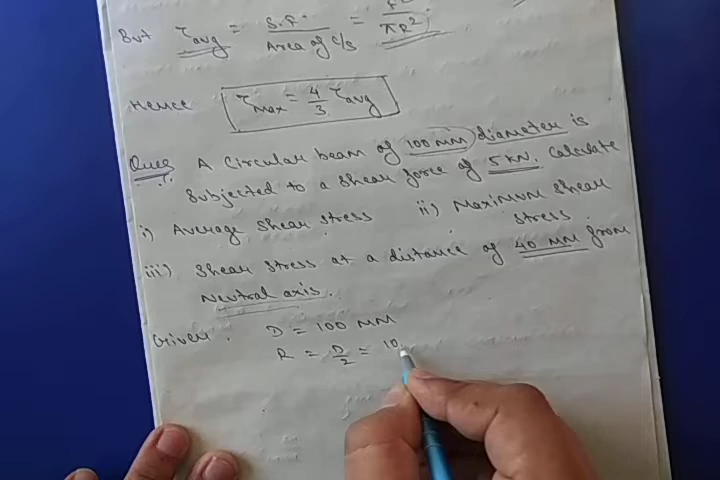 But τavg = S.F. / Area of c/s = F / πR²
Hence τmax = 4/3 τavg
Ques A Circular beam of 100 mm diameter is
Subjected to a shear force of 5 kN. Calculate
i) Average shear stress ii) Maximum shear
stress
iii) Shear stress at a distance of 40 mm from
Neutral axis.
Given : D = 100 mm
R = D/2 = 10